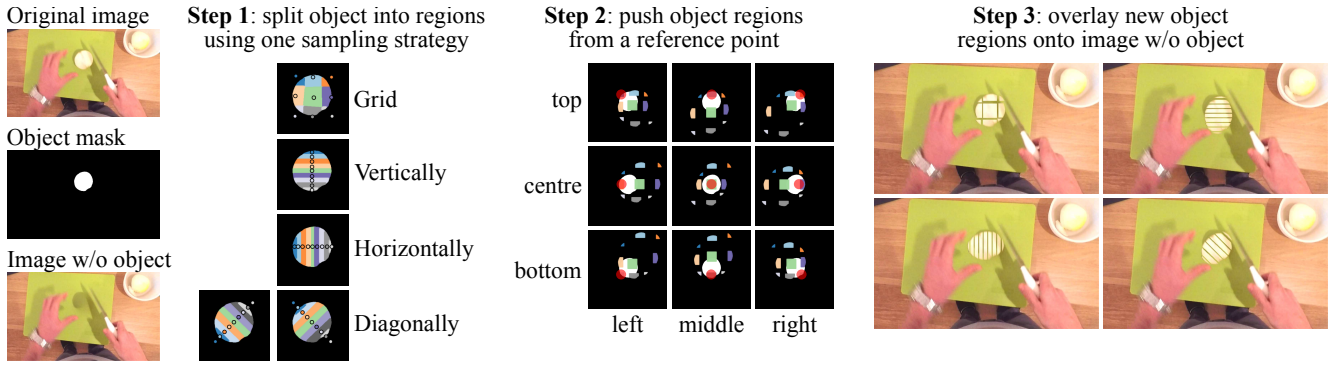 Original image
Object mask
Image w/o object
Step 1: split object into regions
using one sampling strategy
Grid
Vertically
Horizontally
Diagonally
Step 2: push object regions
from a reference point
top
centre
bottom
left middle right
Step 3: overlay new object
regions onto image w/o object